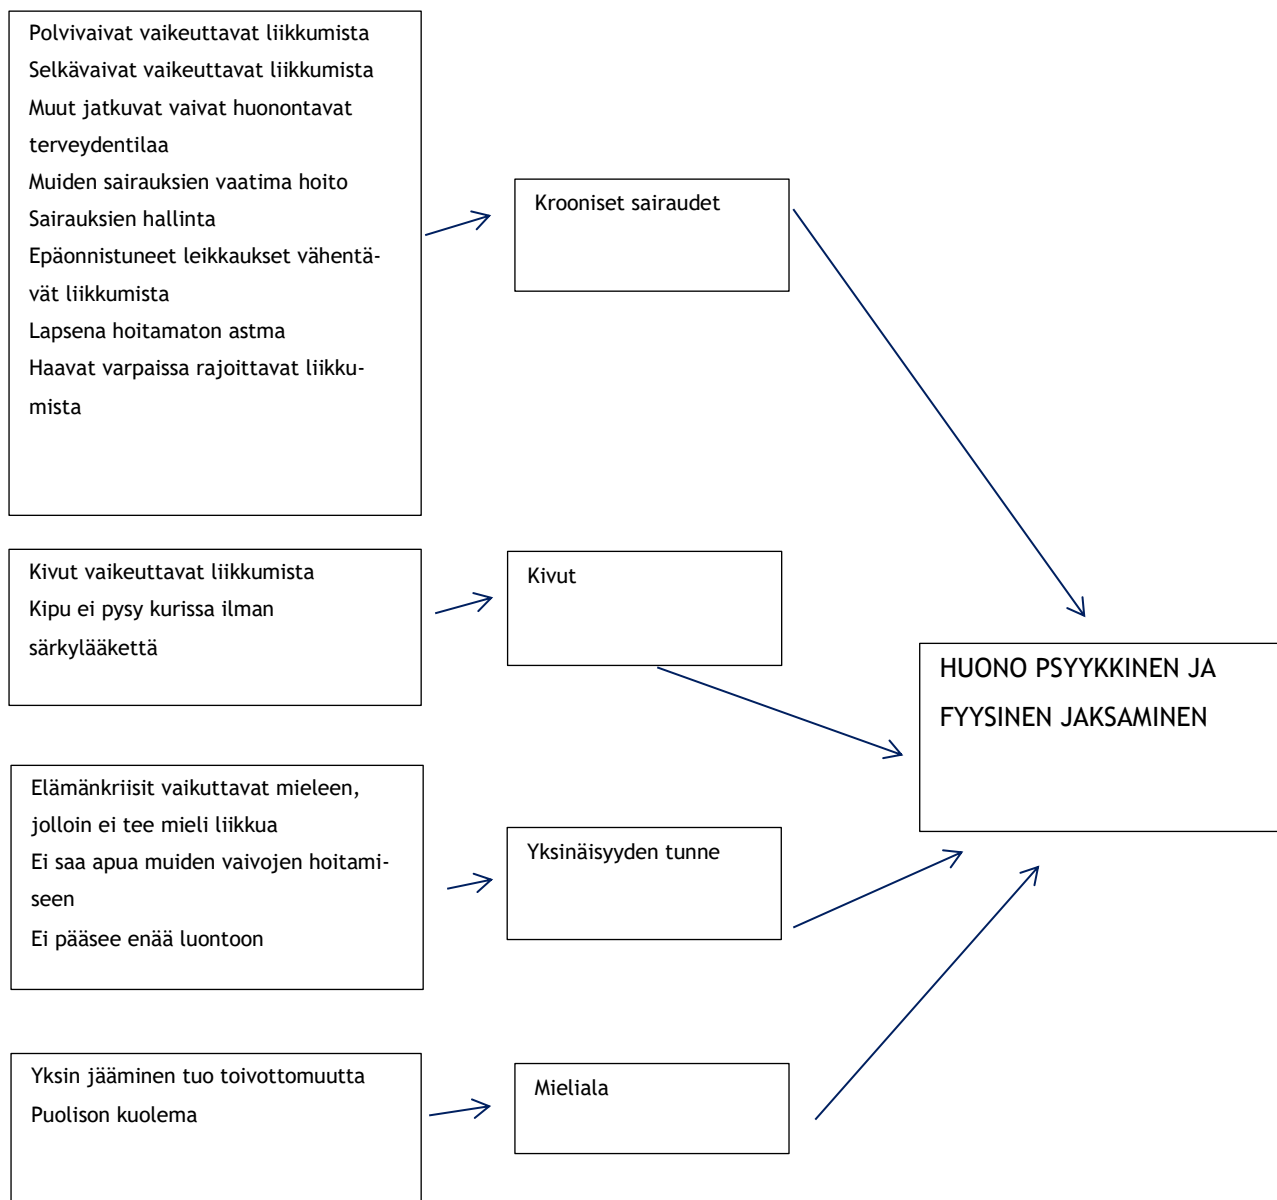 Polvivaivat vaikeuttavat liikkumista
Selkävaivat vaikeuttavat liikkumista
Muut jatkuvat vaivat huonontavat
terveydentilaa
Muiden sairauksien vaatima hoito
Sairauksien hallinta
Epäonnistuneet leikkaukset vähentä-
vät liikkumista
Lapsena hoitamaton astma
Haavat varpaissa rajoittavat liikku-
mista
Krooniset sairaudet
Kivut vaikeuttavat liikkumista
Kipu ei pysy kurissa ilman
särkylääkettä
Kivut
HUONO PSYYKKINEN JA
FYYSINEN JAKSAMINEN
Elämänkriisit vaikuttavat mieleen,
jolloin ei tee mieli liikkua
Ei saa apua muiden vaivojen hoitami-
seen
Ei pääsee enää luontoon
Yksinäisyyden tunne
Yksin jääminen tuo toivottomuutta
Puolison kuolema
Mieliala